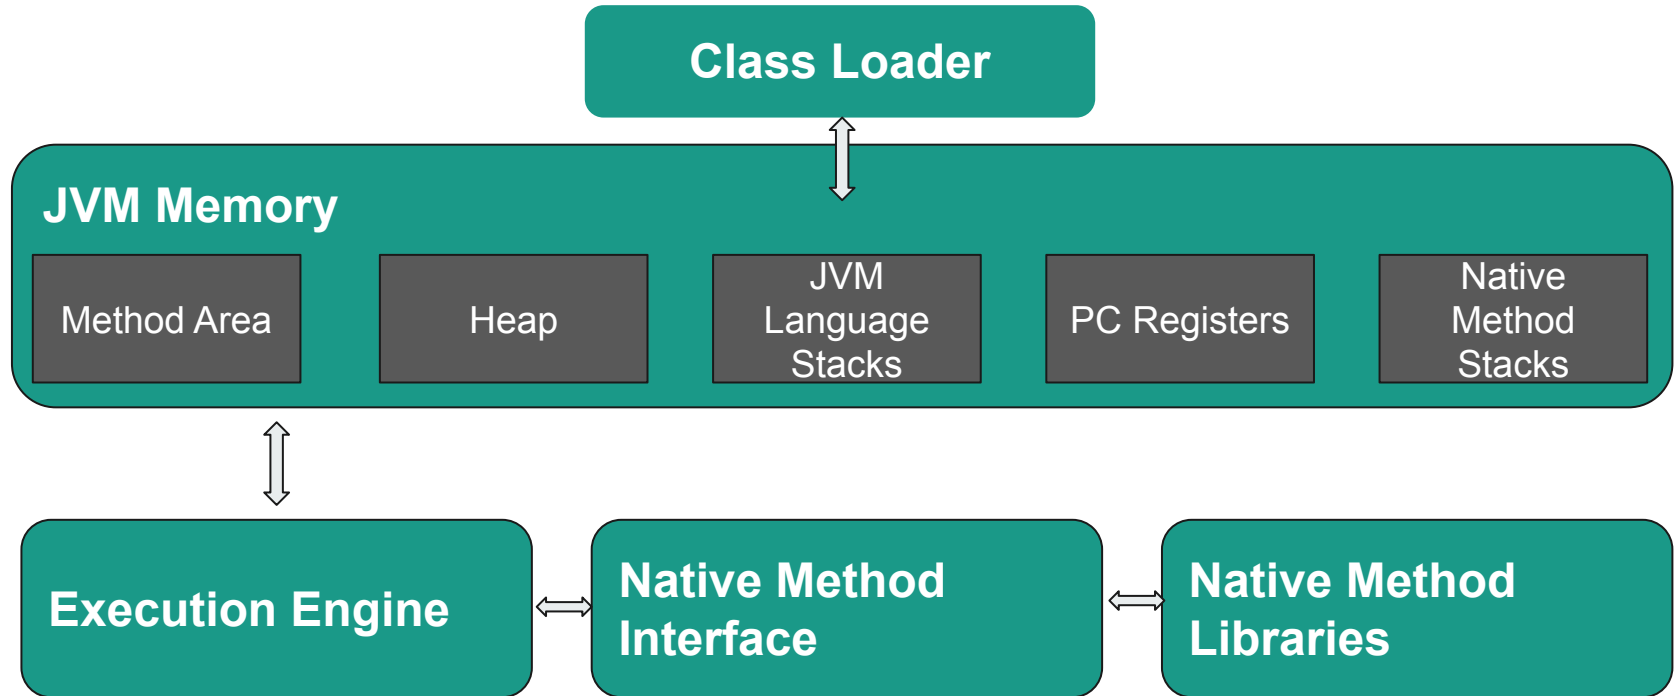 Class Loader
JVM Memory
Method Area
Heap
JVM
Language
Stacks
PC Registers
Native
Method
Stacks
Execution Engine
Native Method
Interface
Native Method
Libraries